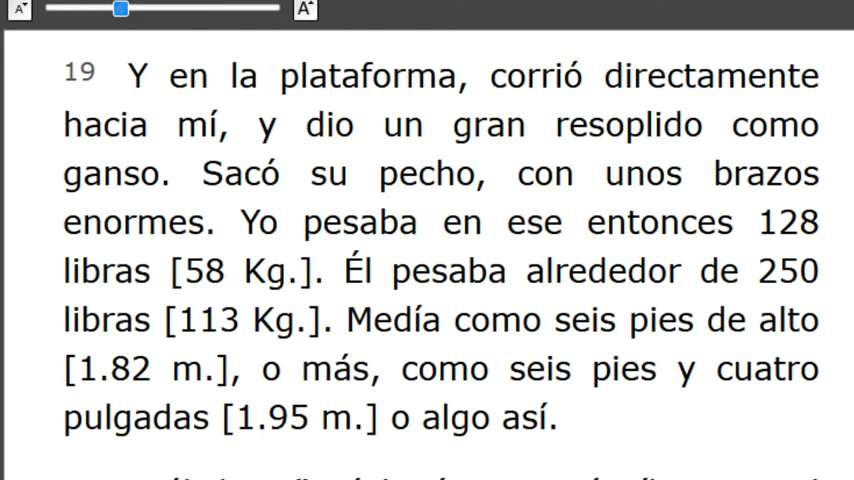 A A
19 Y en la plataforma, corrió directamente
hacia mí, y dio un gran resoplido como
ganso. Sacó su pecho, con unos brazos
enormes. Yo pesaba en ese entonces 128
libras [58 Kg.]. Él pesaba alrededor de 250
libras [113 Kg.]. Medía como seis pies de alto
[1.82 m.], o más, como seis pies y cuatro
pulgadas [1.95 m.] o algo así.